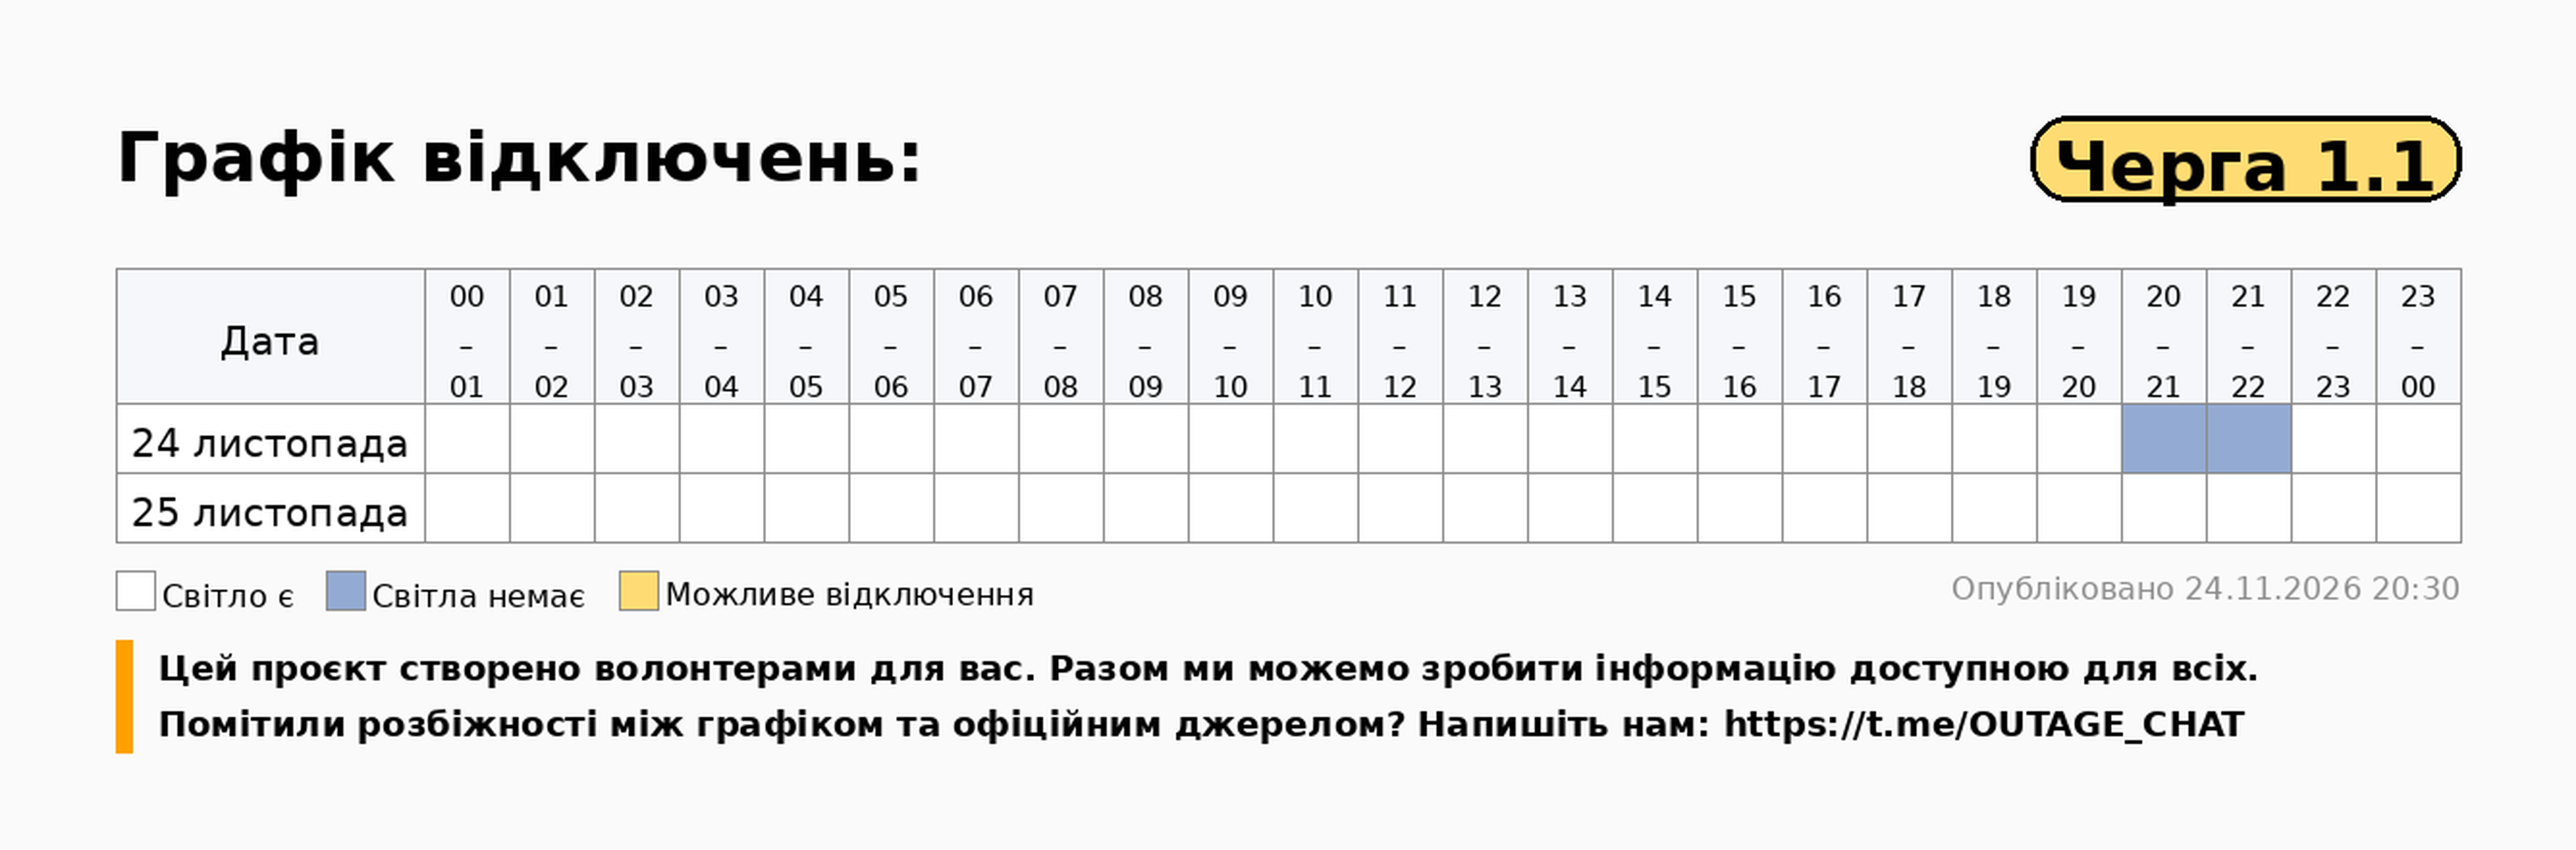 Графік відключень:
Черга 1.1
Дата 00 – 01 01 – 02 02 – 03 03 – 04 04 – 05 05 – 06 06 – 07 07 – 08 08 – 09 09 – 10 10 – 11 11 – 12 12 – 13 13 – 14 14 – 15 15 – 16 16 – 17 17 – 18 18 – 19 19 – 20 20 – 21 21 – 22 22 – 23 23 – 00
24 листопада
25 листопада
Світло є Світла немає Можливе відключення
Опубліковано 24.11.2026 20:30
Цей проєкт створено волонтерами для вас. Разом ми можемо зробити інформацію доступною для всіх.
Помітили розбіжності між графіком та офіційним джерелом? Напишіть нам: https://t.me/OUTAGE_CHAT